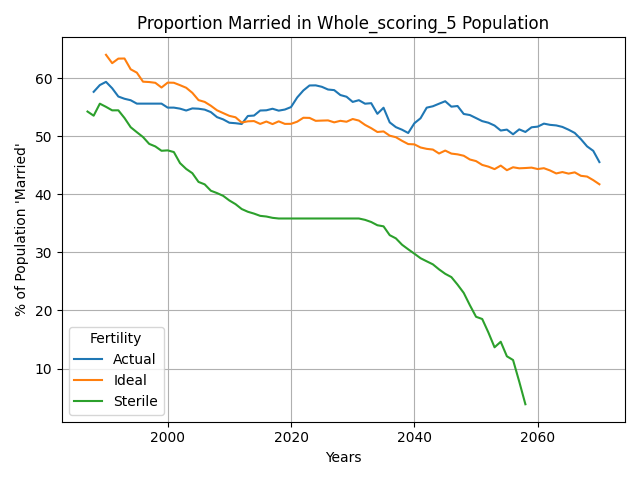 Proportion Married in Whole_scoring_5 Population
% of Population 'Married'
60
50
40
30
20
10
Fertility
Actual
Ideal
Sterile
2000 2020 2040 2060
Years